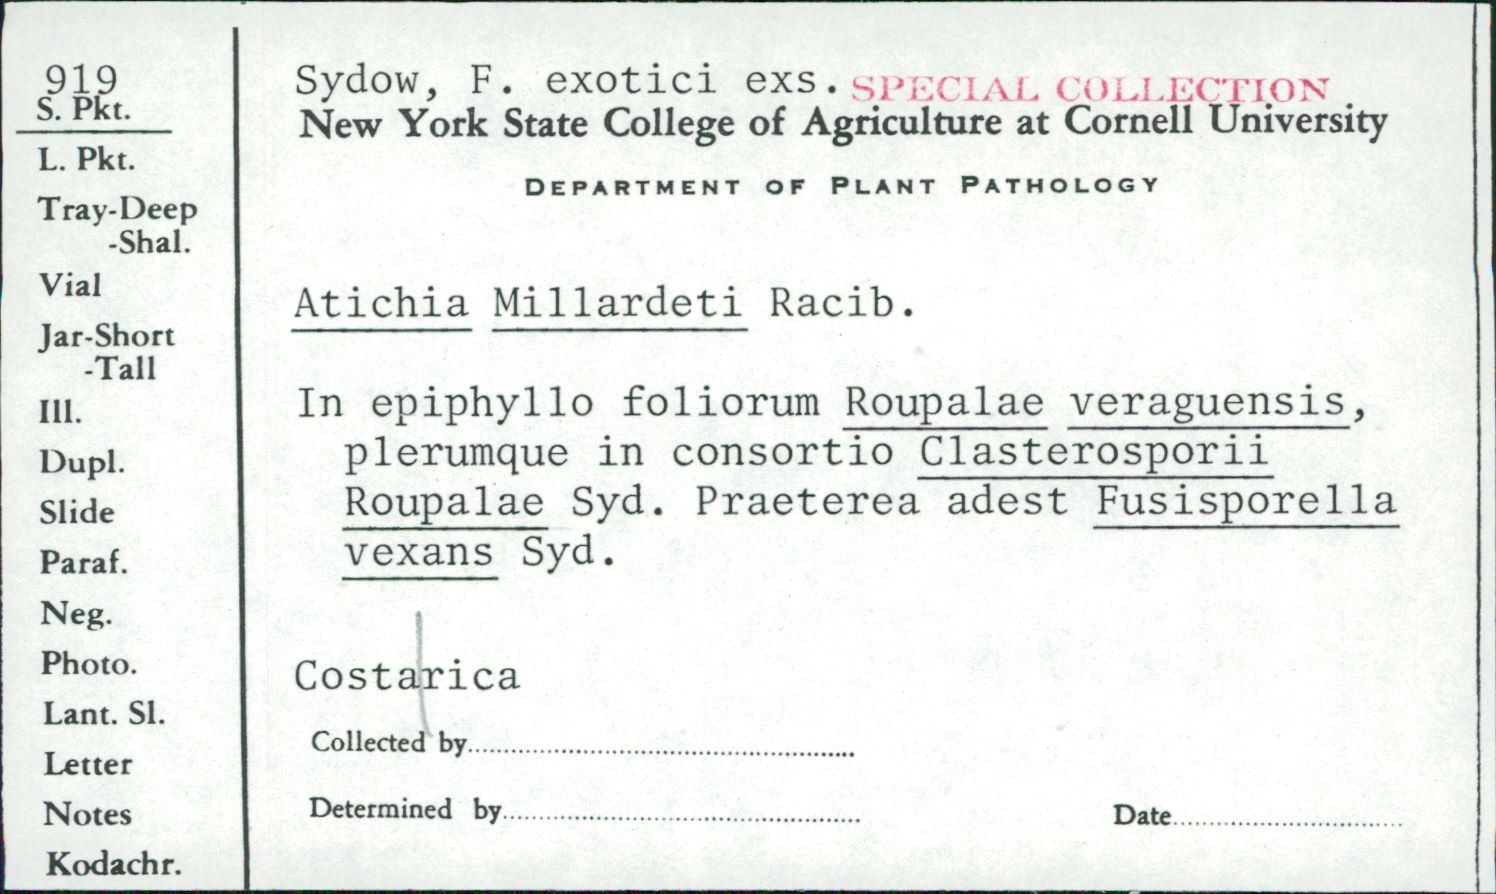 919
S. Pkt.
L. Pkt.
Tray-Deep
-Shal.
Vial
Jar-Short
-Tall
Ill.
Dupl.
Slide
Paraf.
Neg.
Photo.
Lant. Sl.
Letter
Notes
Kodachr.
Sydow, F. exotici exs. SPECIAL COLLECTION
New York State College of Agriculture at Cornell University
DEPARTMENT OF PLANT PATHOLOGY
Atichia Millardeti Racib.
In epiphyllo foliorum Roupalae veraguensis,
plerumque in consortio Clasterosporii
Roupalae Syd. Praeterea adest Fusisporella
vexans Syd.
Costarica
Collected by
Determined by
Date